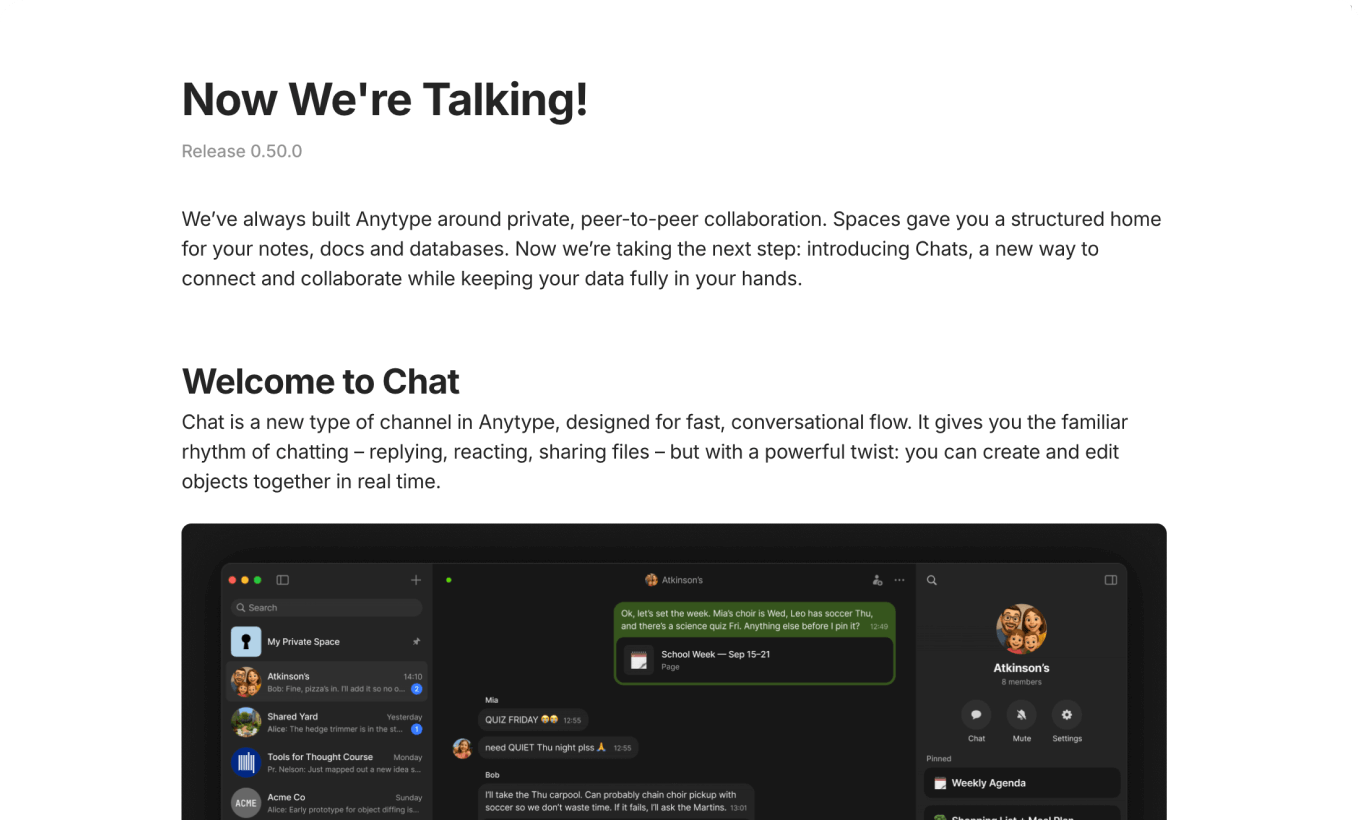 Now We're Talking!
Release 0.50.0
We’ve always built Anytype around private, peer-to-peer collaboration. Spaces gave you a structured home
for your notes, docs and databases. Now we’re taking the next step: introducing Chats, a new way to
connect and collaborate while keeping your data fully in your hands.
Welcome to Chat
Chat is a new type of channel in Anytype, designed for fast, conversational flow. It gives you the familiar
rhythm of chatting – replying, reacting, sharing files – but with a powerful twist: you can create and edit
objects together in real time.
Search
My Private Space
Atkinson's 14:10
Bob: Fine, pizza's in. I'll add it so no o... 2
Shared Yard Yesterday
Alice: The hedge trimmer is in the st... 1
Tools for Thought Course Monday
Pr. Nelson: Just mapped out a new idea s...
ACME
Acme Co Sunday
Alice: Early prototype for object diffing is...
Atkinson's
Ok, let's set the week. Mia's choir is Wed, Leo has soccer Thu,
and there's a science quiz Fri. Anything else before I pin it? 12:49
School Week — Sep 15–21
Page
Mia
QUIZ FRIDAY 😁😁 12:55
need QUIET Thu night plss 🙏 12:55
Bob
I'll take the Thu carpool. Can probably chain choir pickup with
soccer so we don't waste time. If it fails, I'll ask the Martins. 13:01
Atkinson's
8 members
Chat Mute Settings
Pinned
Weekly Agenda
Shopping List + Meal Plan